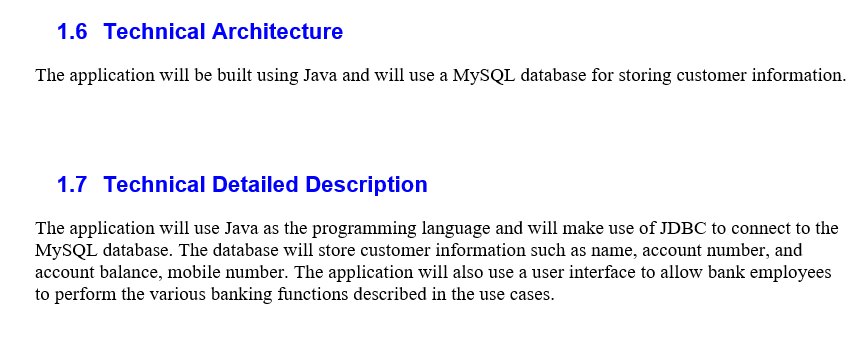 1.6 Technical Architecture
The application will be built using Java and will use a MySQL database for storing customer information.
1.7 Technical Detailed Description
The application will use Java as the programming language and will make use of JDBC to connect to the
MySQL database. The database will store customer information such as name, account number, and
account balance, mobile number. The application will also use a user interface to allow bank employees
to perform the various banking functions described in the use cases.